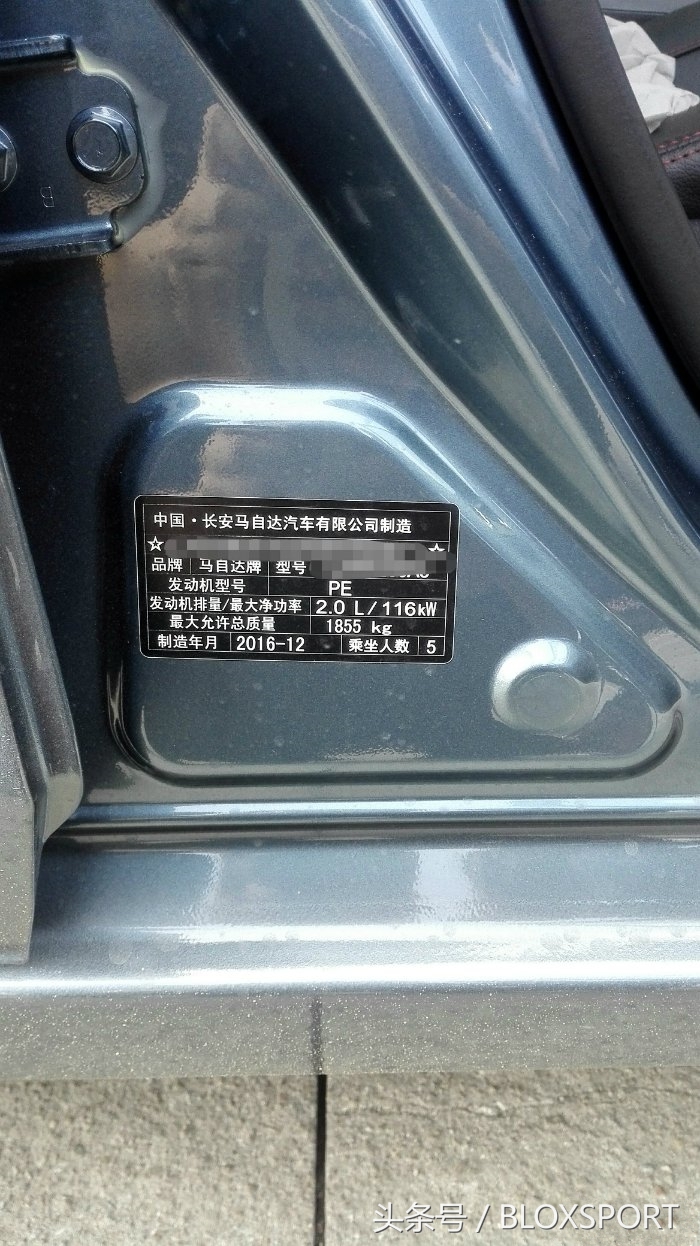 中国·长安马自达汽车有限公司制造
☆ ☆
品牌 马自达牌 型号
发动机型号 PE
发动机排量/最大净功率 2.0 L/116kW
最大允许总质量 1855 kg
制造年月 2016-12 乘坐人数 5
头条号 / BLOXSPORT